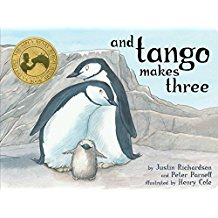 and
tango
makes
three
by
Justin Richardson
and Peter Parnell
illustrated by Henry Cole